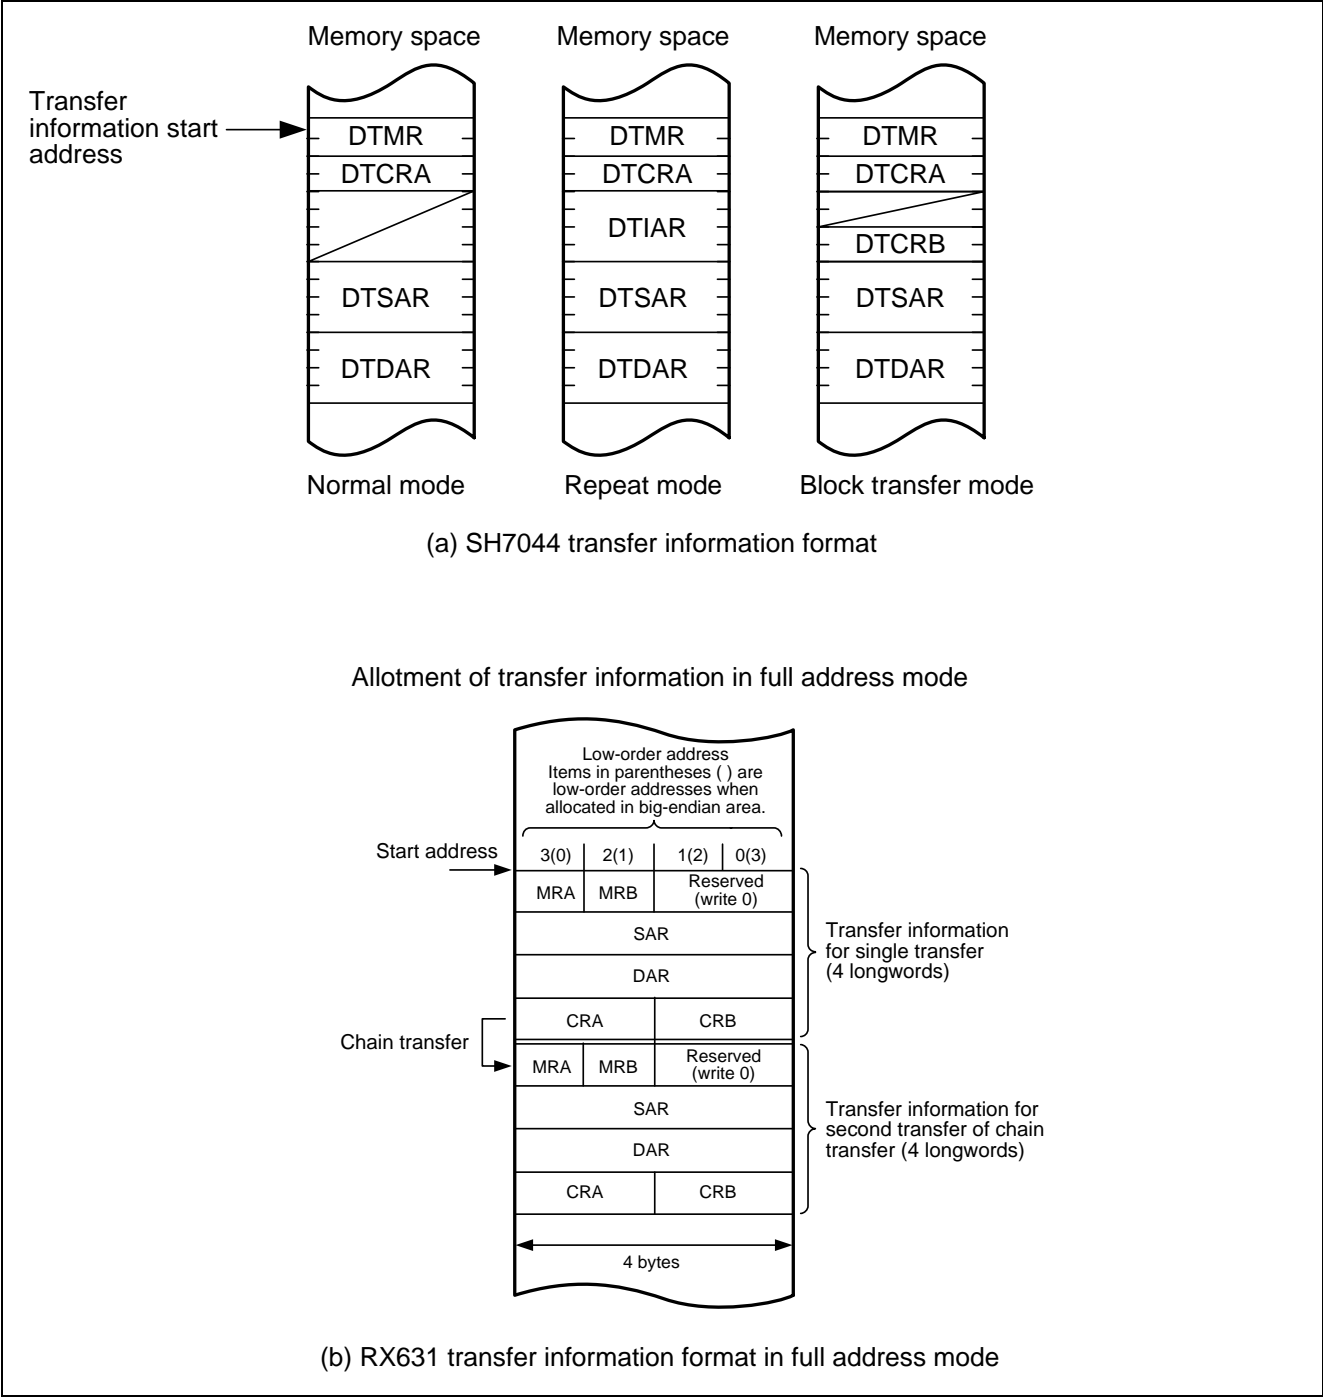 Memory space
Memory space
Memory space
Transfer
information start
address
DTMR
DTMR
DTMR
DTCRA
DTCRA
DTCRA
DTIAR
DTCRB
DTSAR
DTSAR
DTSAR
DTDAR
DTDAR
DTDAR
Normal mode
Repeat mode
Block transfer mode
(a) SH7044 transfer information format
Allotment of transfer information in full address mode
Low-order address
Items in parentheses ( ) are
low-order addresses when
allocated in big-endian area.
Start address
3(0)
2(1)
1(2)
0(3)
MRA
MRB
Reserved
(write 0)
SAR
DAR
CRA
CRB
Transfer information
for single transfer
(4 longwords)
Chain transfer
MRA
MRB
Reserved
(write 0)
SAR
DAR
CRA
CRB
Transfer information for
second transfer of chain
transfer (4 longwords)
4 bytes
(b) RX631 transfer information format in full address mode